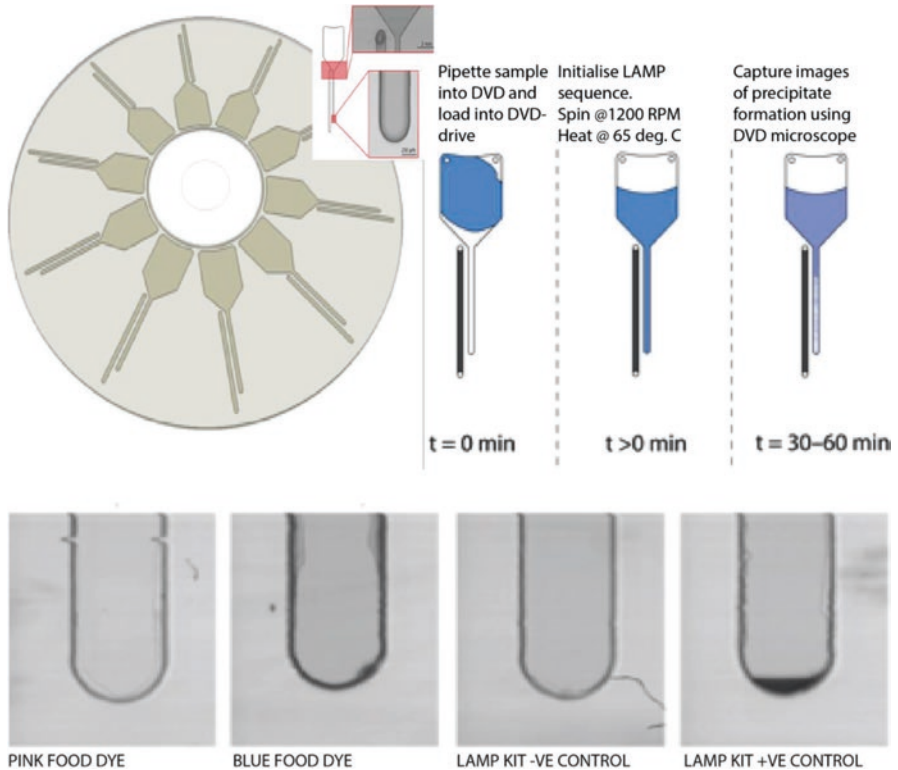 Pipette sample
into DVD and
load into DVD-
drive
Initialise LAMP
sequence.
Spin @1200 RPM
Heat @ 65 deg. C
Capture images
of precipitate
formation using
DVD microscope
t = 0 min
t >0 min
t = 30–60 min
PINK FOOD DYE
BLUE FOOD DYE
LAMP KIT -VE CONTROL
LAMP KIT +VE CONTROL